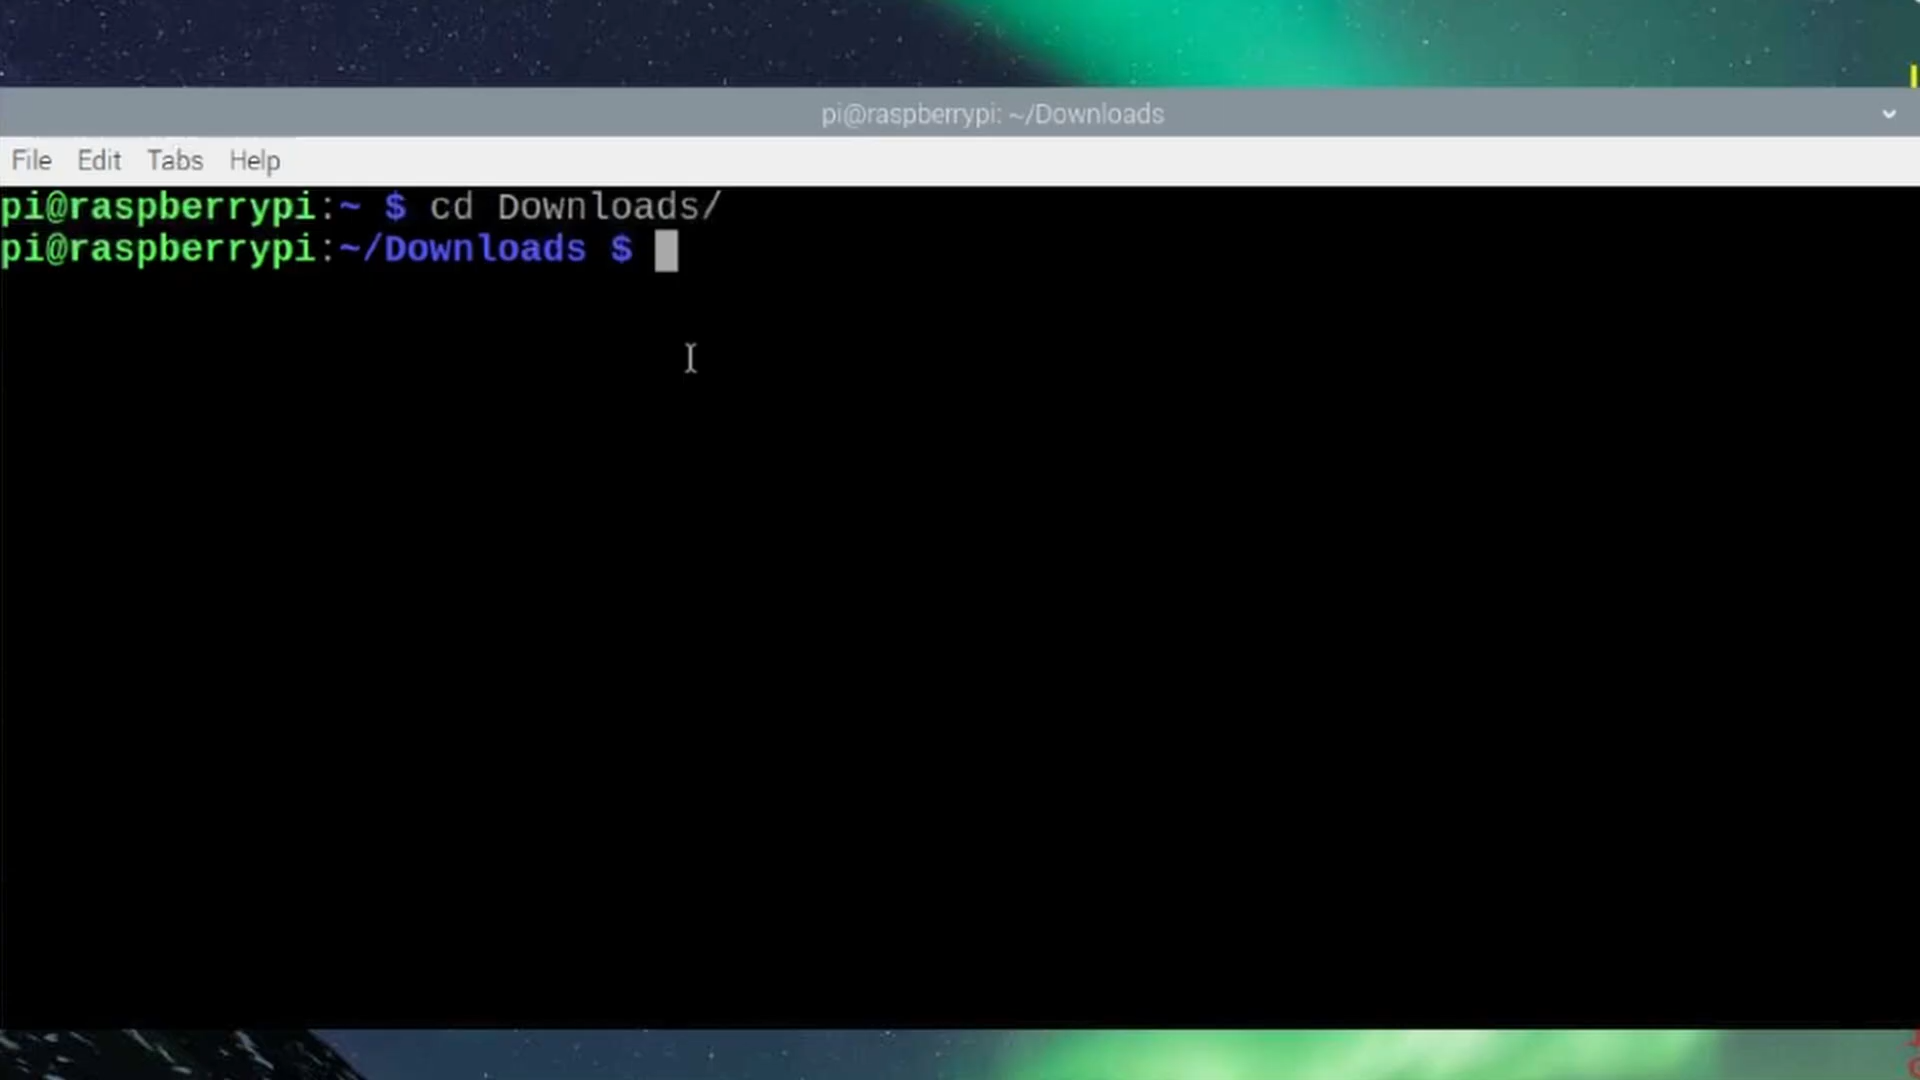 pi@raspberrypi: ~/Downloads
File Edit Tabs Help
pi@raspberrypi:~ $ cd Downloads/
pi@raspberrypi:~/Downloads $